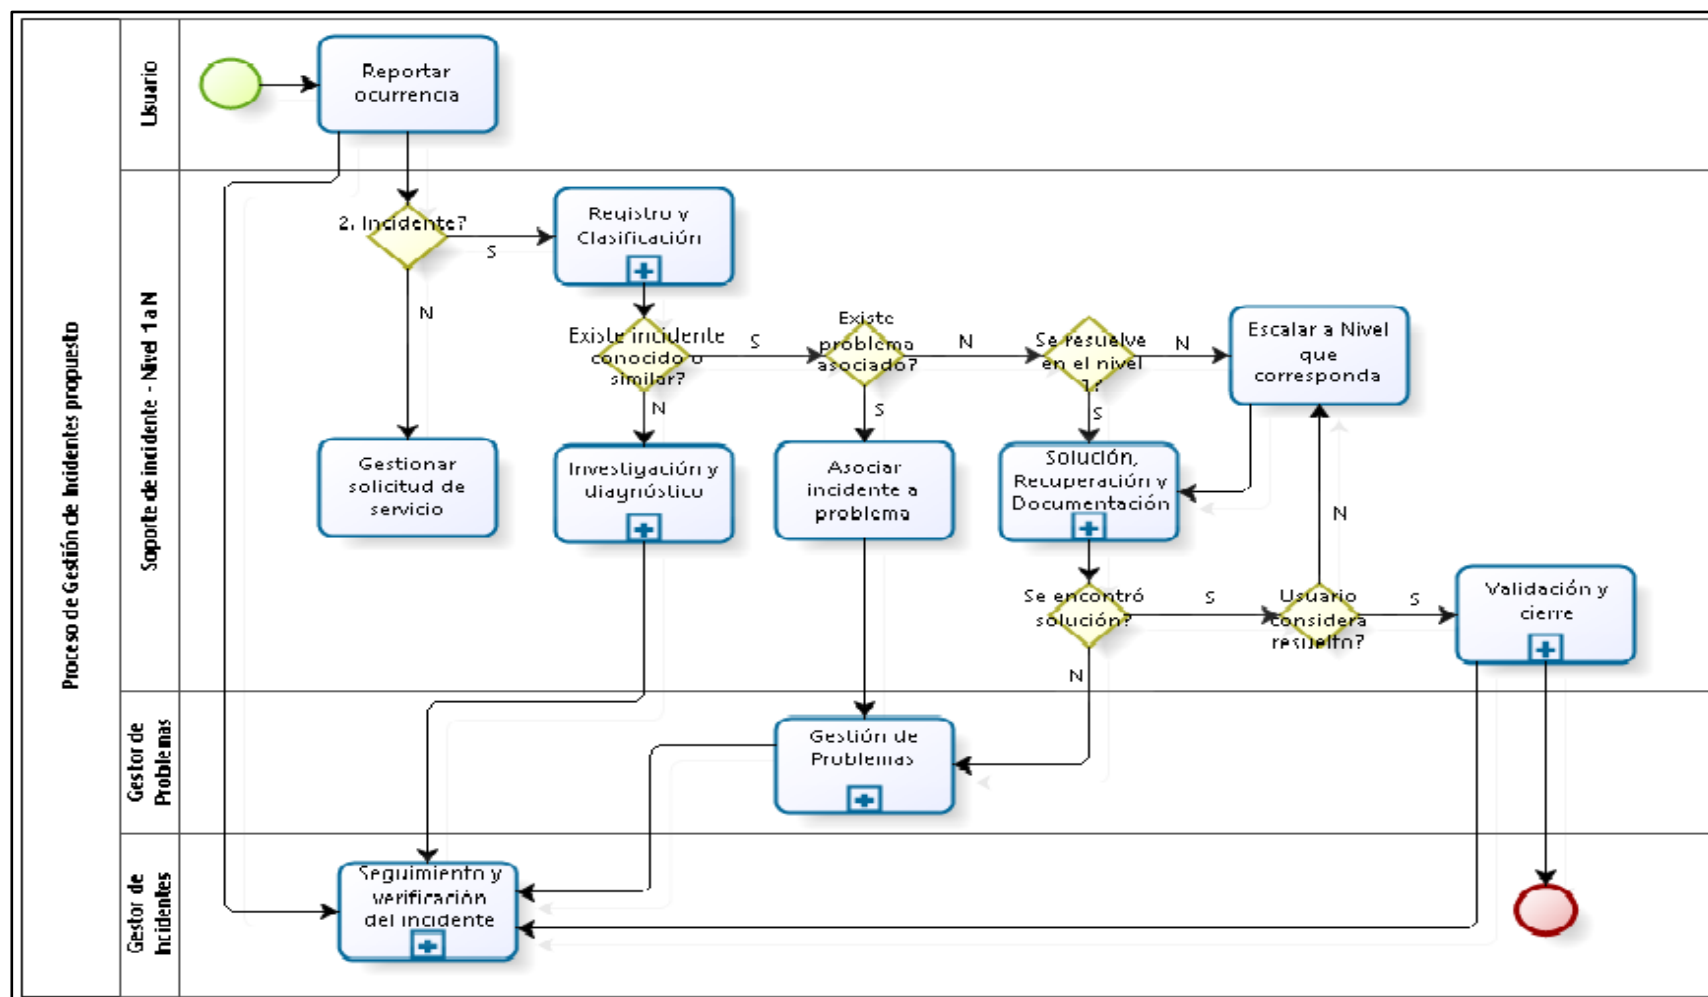 Proceso de Gestión de Incidentes propuesto
Usuario
Reportar
ocurrencia
Soporte de incidente - Nivel 1 a N
2. Incidente?
S
N
Registro y
Clasificación
Existe incidente
conocido o
similar?
S
N
Existe
problema
asociado?
N
S
Se resuelve
en el nivel
1?
N
S
Escalar a Nivel
que
corresponda
Gestionar
solicitud de
servicio
Investigación y
diagnóstico
Asociar
incidente a
problema
Solución,
Recuperación y
Documentación
N
Se encontró
solución?
S
N
Usuario
considera
resuelto?
S
Validación y
cierre
Gestor de
Problemas
Gestión de
Problemas
Gestor de
Incidentes
Seguimiento y
verificación
del incidente